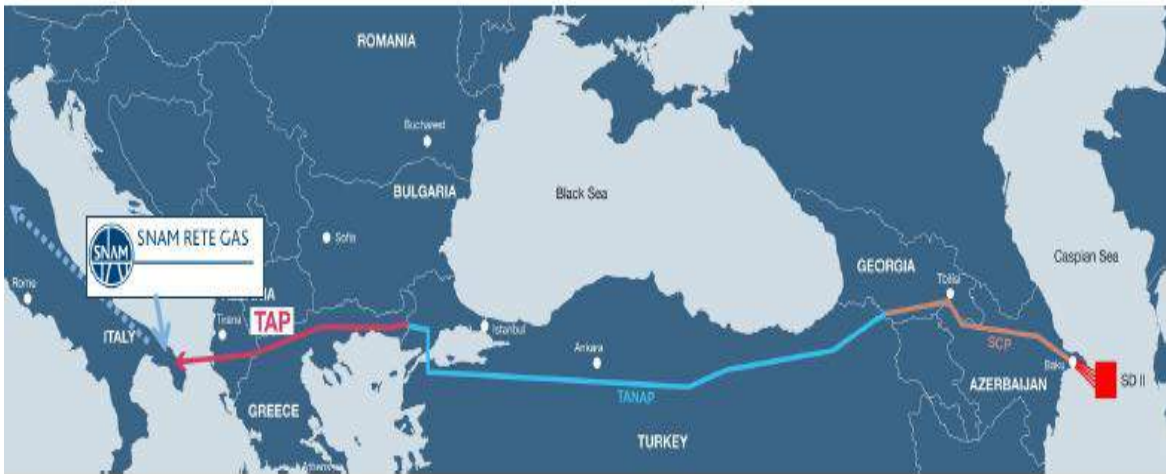 ROMANIA
Bucharest
BULGARIA
Black Sea
SNAM RETE GAS
SNAM
Sofia
GEORGIA
Caspian Sea
Tbilisi
Rome
TAP
ITALY
Tirana
Istanbul
Ankara
SCP
Baku
SD II
AZERBAIJAN
TANAP
GREECE
TURKEY